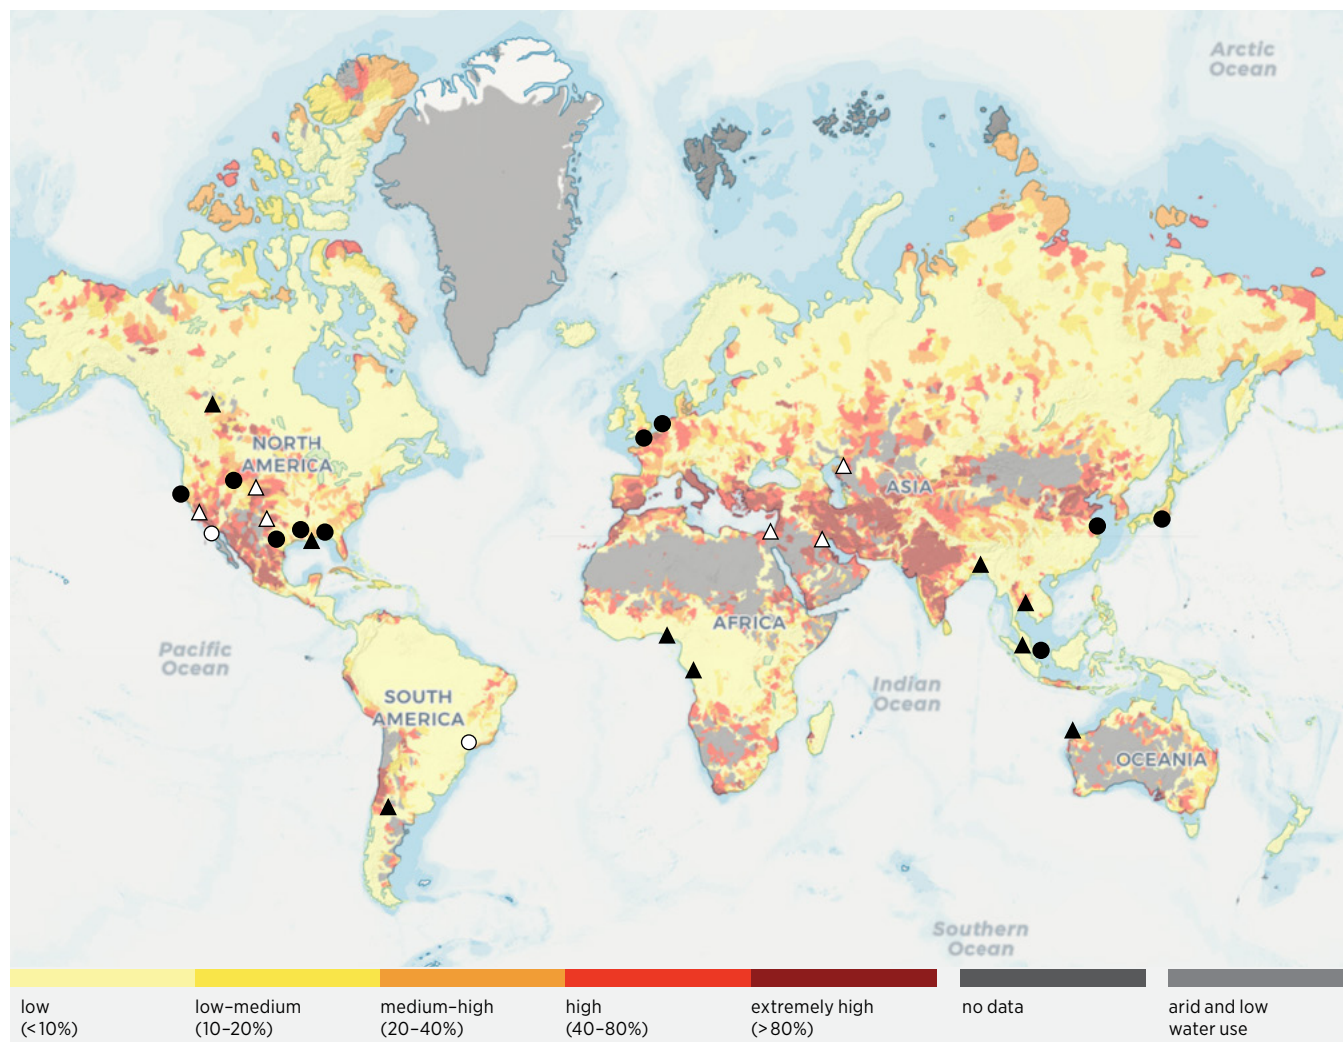 Arctic
Ocean
NORTH
AMERICA
ASIA
AFRICA
Pacific
Ocean
SOUTH
AMERICA
Indian
Ocean
OCEANIA
Southern
Ocean
low
(<10%)
low–medium
(10–20%)
medium–high
(20–40%)
high
(40–80%)
extremely high
(>80%)
no data
arid and low
water use